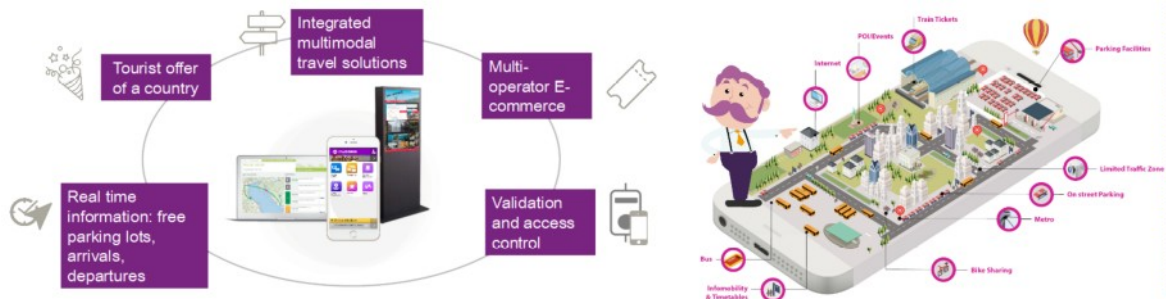 Integrated
multimodal
travel solutions
Tourist offer
of a country
Multi-
operator E-
commerce
Real time
information: free
parking lots,
arrivals,
departures
Validation
and access
control
Train Tickets
POI/Events
Parking Facilities
Internet
Limited Traffic Zone
On street Parking
Metro
Bus
Bike Sharing
Infomobility
& Timetables